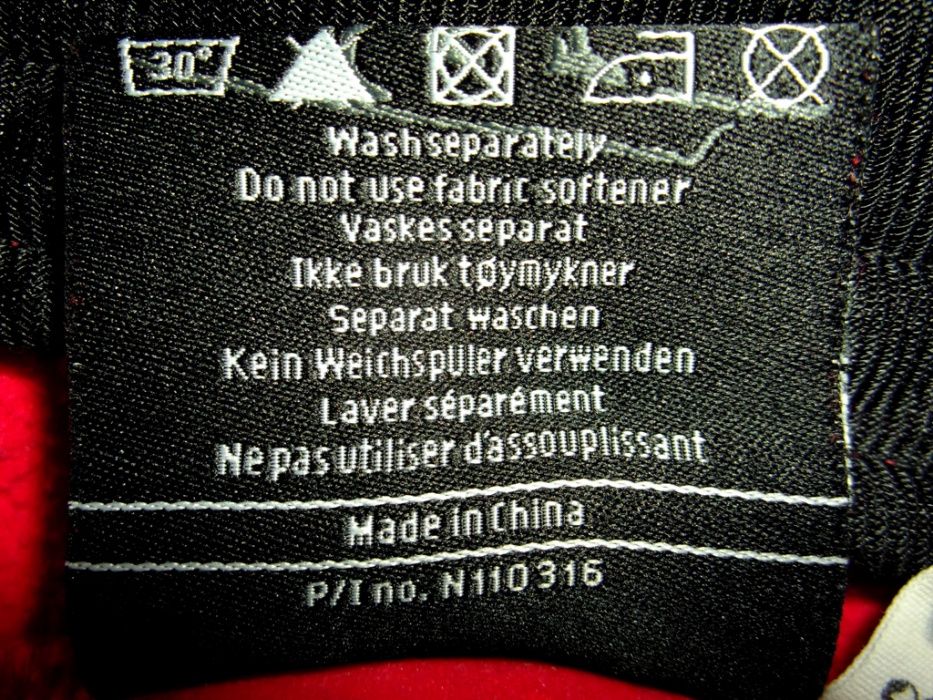 30°
Wash separately
Do not use fabric softener
Vaskes separat
Ikke bruk tøymykner
Separat waschen
Kein Weichspüler verwenden
Laver séparément
Ne pas utiliser d'assouplissant
Made in China
P/I no. N110316